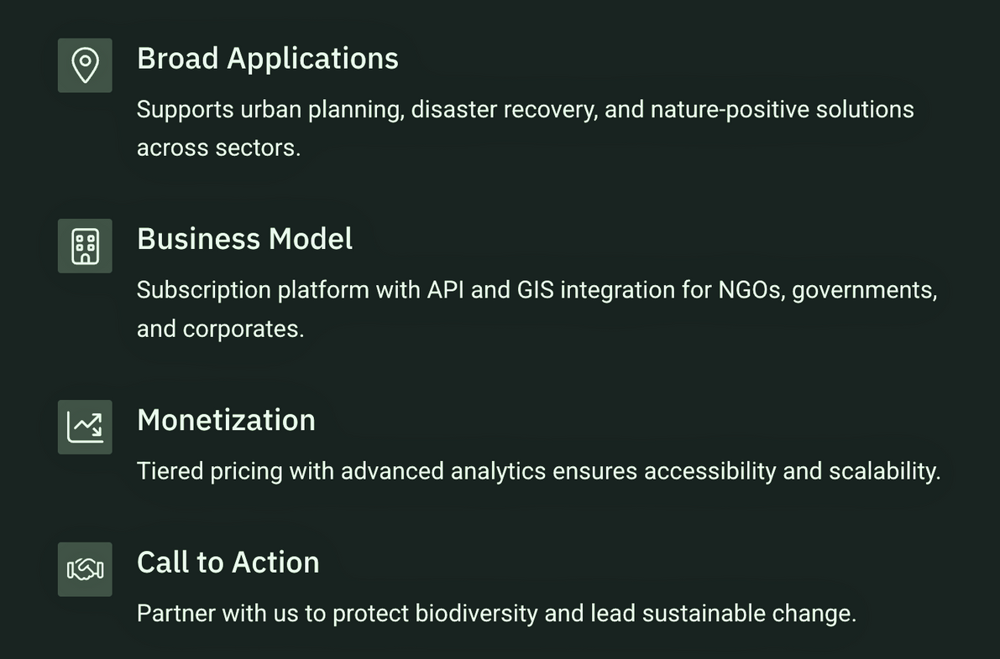 Broad Applications
Supports urban planning, disaster recovery, and nature-positive solutions
across sectors.
Business Model
Subscription platform with API and GIS integration for NGOs, governments,
and corporates.
Monetization
Tiered pricing with advanced analytics ensures accessibility and scalability.
Call to Action
Partner with us to protect biodiversity and lead sustainable change.